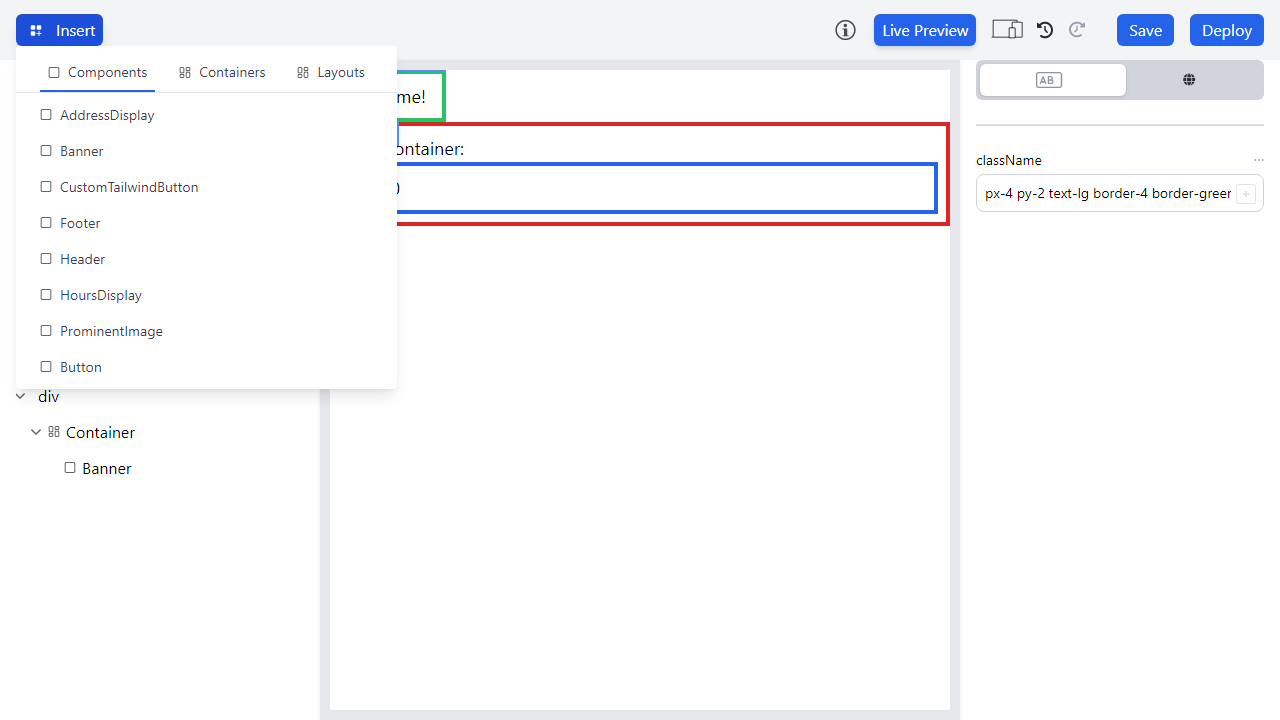 Insert
Live Preview
Save
Deploy
Components
Containers
Layouts
AddressDisplay
Banner
CustomTailwindButton
Footer
Header
HoursDisplay
ProminentImage
Button
div
Container
Banner
me!
ontainer:
AB
className
px-4 py-2 text-lg border-4 border-green